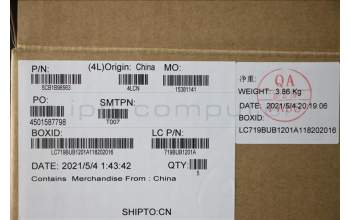 P/N:
(4L)Origin: China
MO:
5CB1B98583
4LCN
15381141
PO:
SMTPN:
4501587798
T007
BOXID:
LC P/N:
LC719BUB1201A118202016
719BUB1201A
DATE: 2021/5/4 1:43:42
QTY:
5
Contains Merchandise From : China
SHIPTO:CN
净重:
QA
WEIGHT: 3.86 Kg
DATE: 2021/5/4 20:19:06
BOXID:
LC719BUB1201A118202016